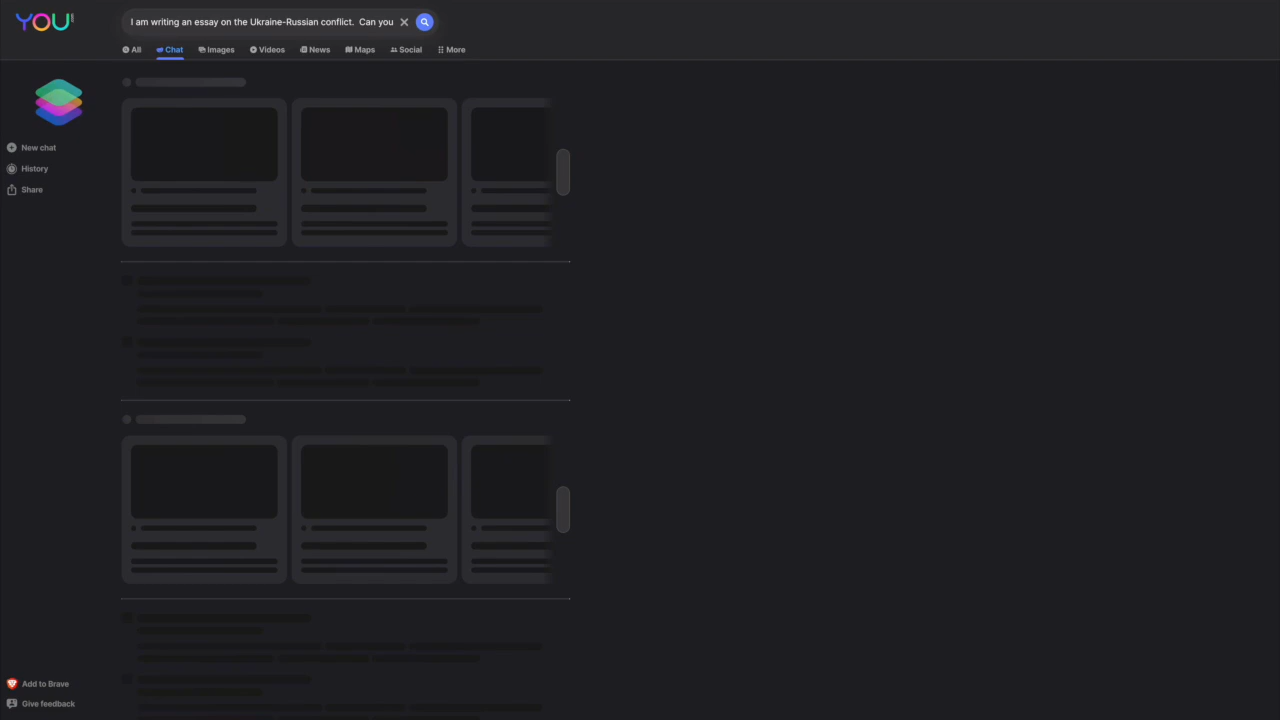 YOU
I am writing an essay on the Ukraine-Russian conflict. Can you
All Chat Images Videos News Maps Social More
New chat
History
Share
Add to Brave
Give feedback